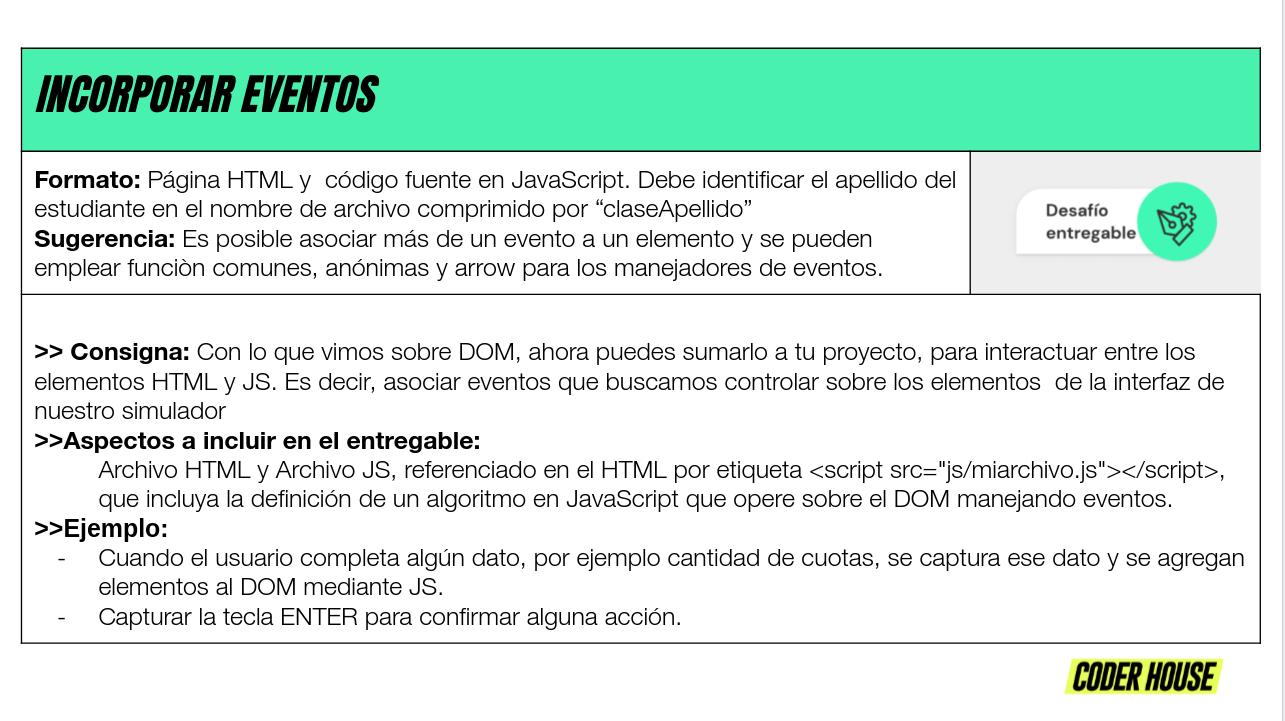 INCORPORAR EVENTOS
Formato: Página HTML y  código fuente en JavaScript. Debe identificar el apellido del
estudiante en el nombre de archivo comprimido por “claseApellido”
Sugerencia: Es posible asociar más de un evento a un elemento y se pueden
emplear funciòn comunes, anónimas y arrow para los manejadores de eventos.
Desafío
entregable
>> Consigna: Con lo que vimos sobre DOM, ahora puedes sumarlo a tu proyecto, para interactuar entre los
elementos HTML y JS. Es decir, asociar eventos que buscamos controlar sobre los elementos  de la interfaz de
nuestro simulador
>>Aspectos a incluir en el entregable:
Archivo HTML y Archivo JS, referenciado en el HTML por etiqueta <script src="js/miarchivo.js"></script>,
que incluya la definición de un algoritmo en JavaScript que opere sobre el DOM manejando eventos.
>>Ejemplo:
- Cuando el usuario completa algún dato, por ejemplo cantidad de cuotas, se captura ese dato y se agregan
elementos al DOM mediante JS.
- Capturar la tecla ENTER para confirmar alguna acción.
CODER HOUSE